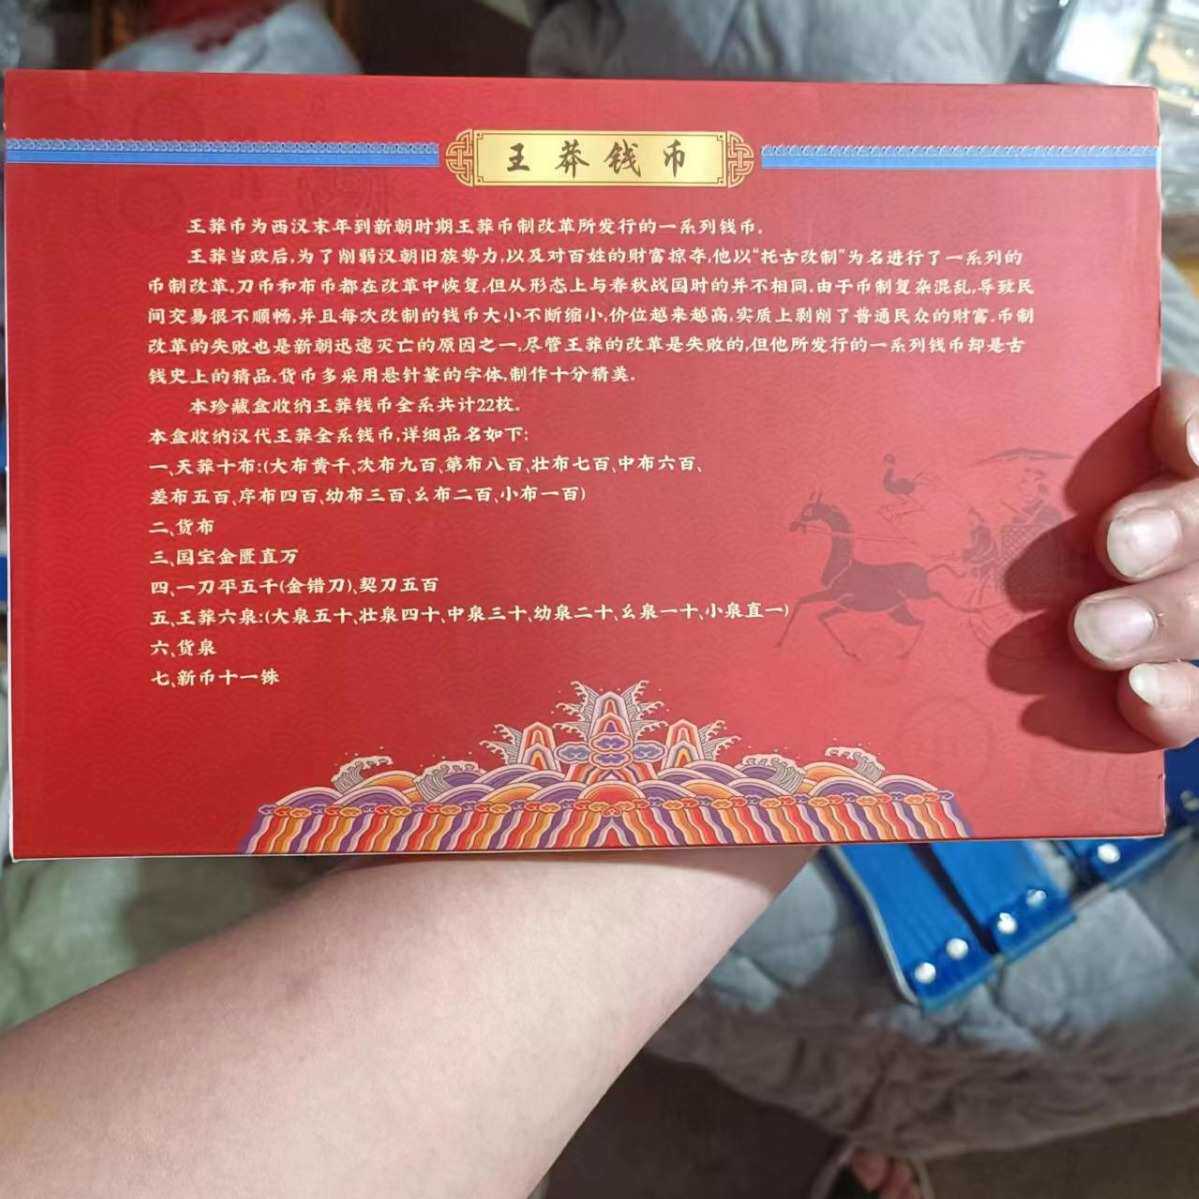 王莽钱币
王莽币为西汉末年到新朝时期王莽币制改革所发行的一系列钱币.
王莽当政后,为了削弱汉朝旧族势力,以及对百姓的财富掠夺,他以“托古改制”为名进行了一系列的
币制改革.刀币和布币都在改革中恢复,但从形态上与春秋战国时的并不相同.由于币制复杂混乱,导致民
间交易很不顺畅,并且每次改制的钱币大小不断缩小,价位越来越高,实质上剥削了普通民众的财富.币制
改革的失败也是新朝迅速灭亡的原因之一.尽管王莽的改革是失败的,但他所发行的一系列钱币却是古
钱史上的精品.货币多采用悬针篆的字体,制作十分精美.
本珍藏盒收纳王莽钱币全系共计22枚.
本盒收纳汉代王莽全系钱币,详细品名如下:
一、天莽十布:(大布黄千、次布九百、第布八百、壮布七百、中布六百、
差布五百、序布四百、幼布三百、幺布二百、小布一百)
二、货布
三、国宝金匮直万
四、一刀平五千(金错刀)、契刀五百
五、王莽六泉:(大泉五十、壮泉四十、中泉三十、幼泉二十、幺泉一十、小泉直一)
六、货泉
七、新币十一铢